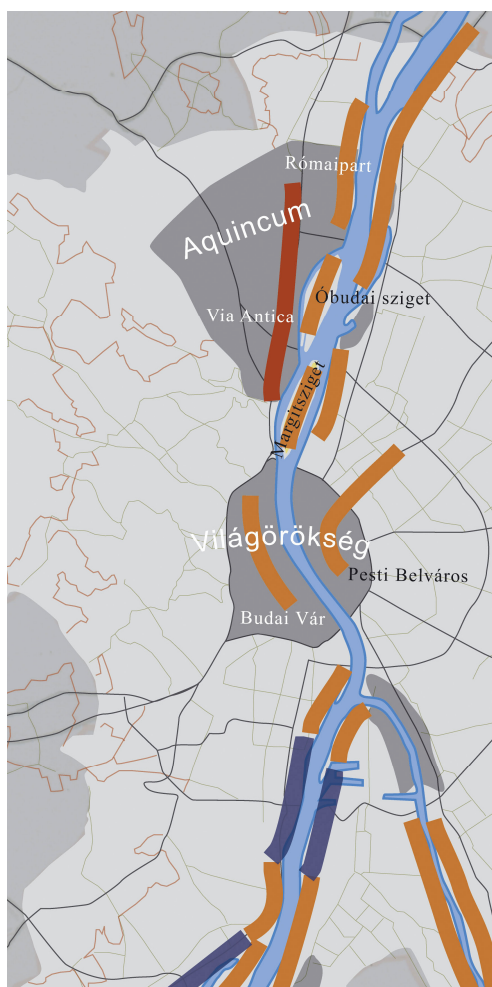 Rómaipart
Aquincum
Óbudai sziget
Via Antica
Margitsziget
Világörökség
Pesti Belváros
Budai Vár